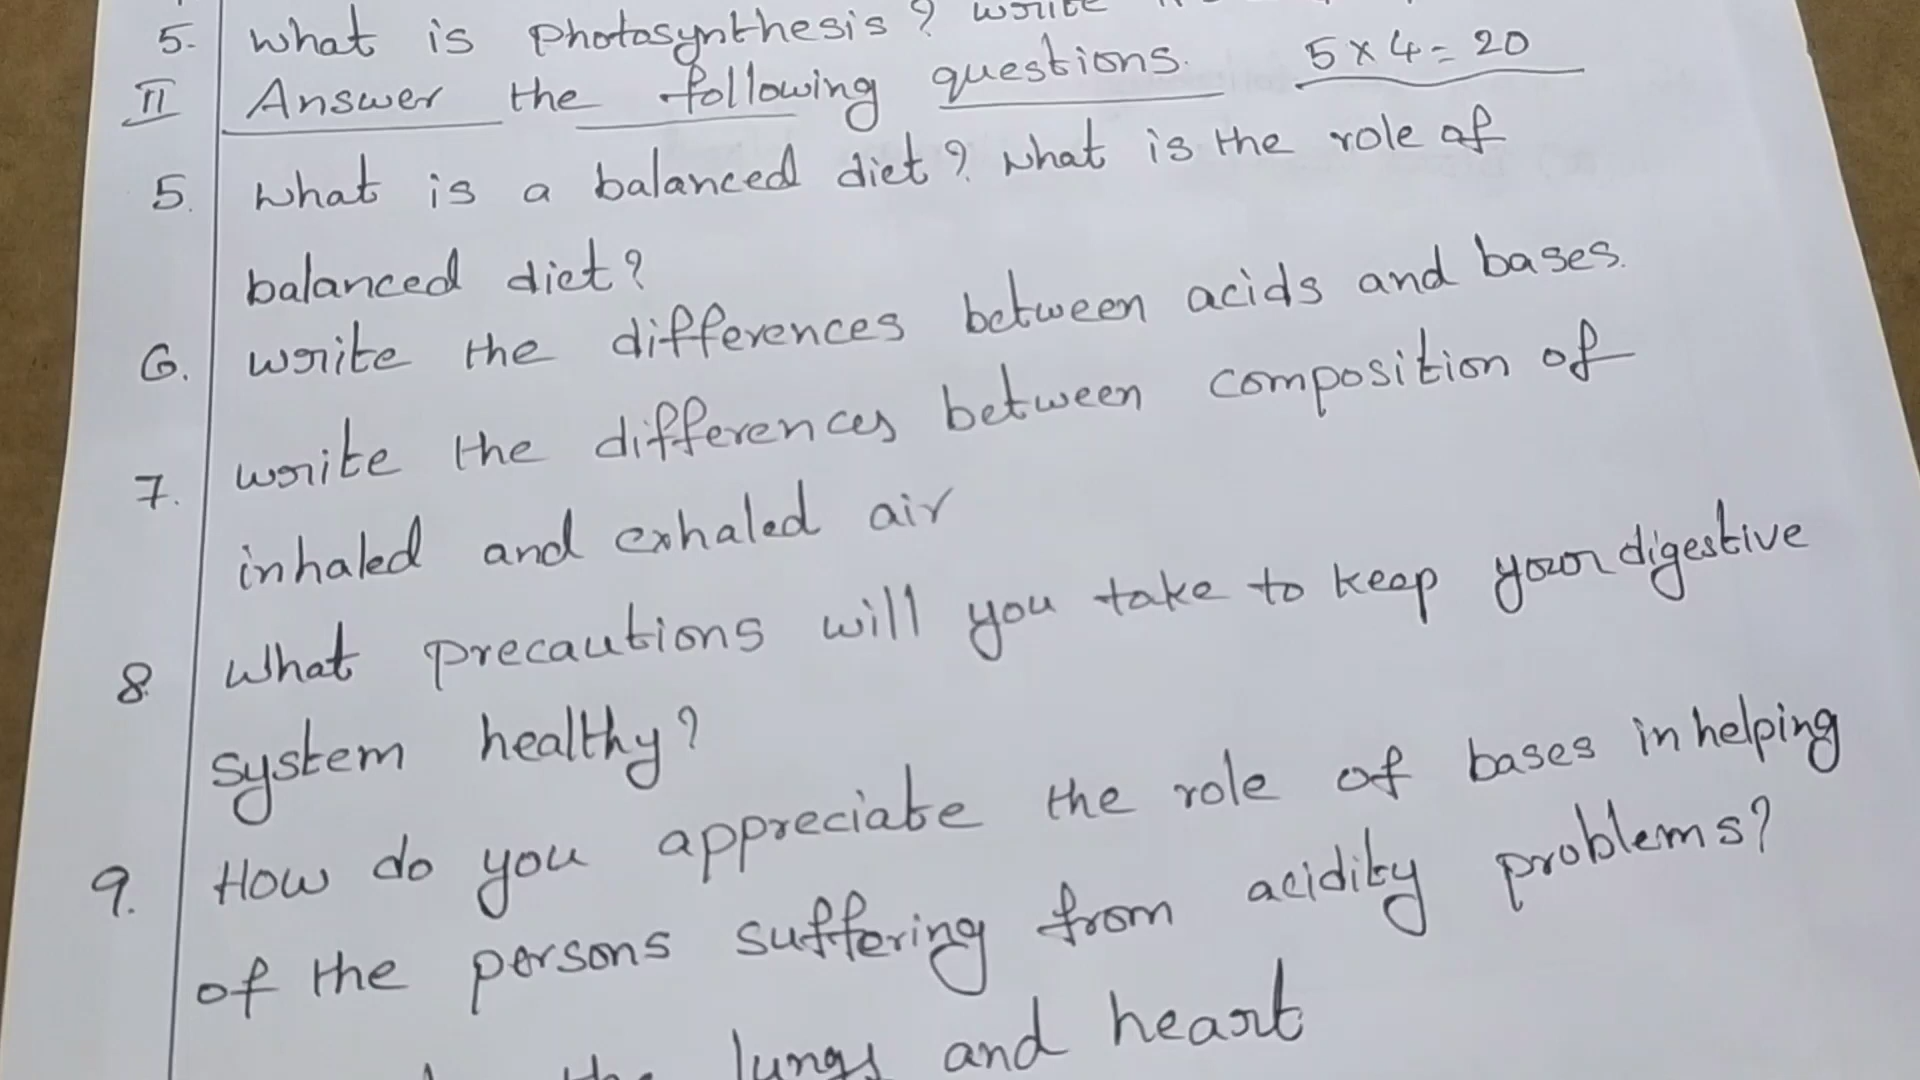 5. What is photosynthesis? write
II Answer the following questions. 5 x 4 = 20
5. What is a balanced diet? What is the role of
balanced diet?
6. Write the differences between acids and bases.
7. Write the differences between composition of
inhaled and exhaled air
8. What precautions will you take to keep your digestive
system healthy?
9. How do you appreciate the role of bases in helping
of the persons suffering from acidity problems?
the lungs and heart